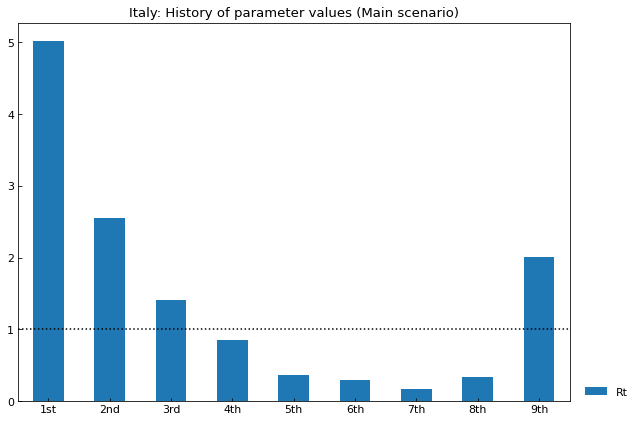 Italy: History of parameter values (Main scenario)
5
4
3
2
1
0
1st 2nd 3rd 4th 5th 6th 7th 8th 9th
Rt